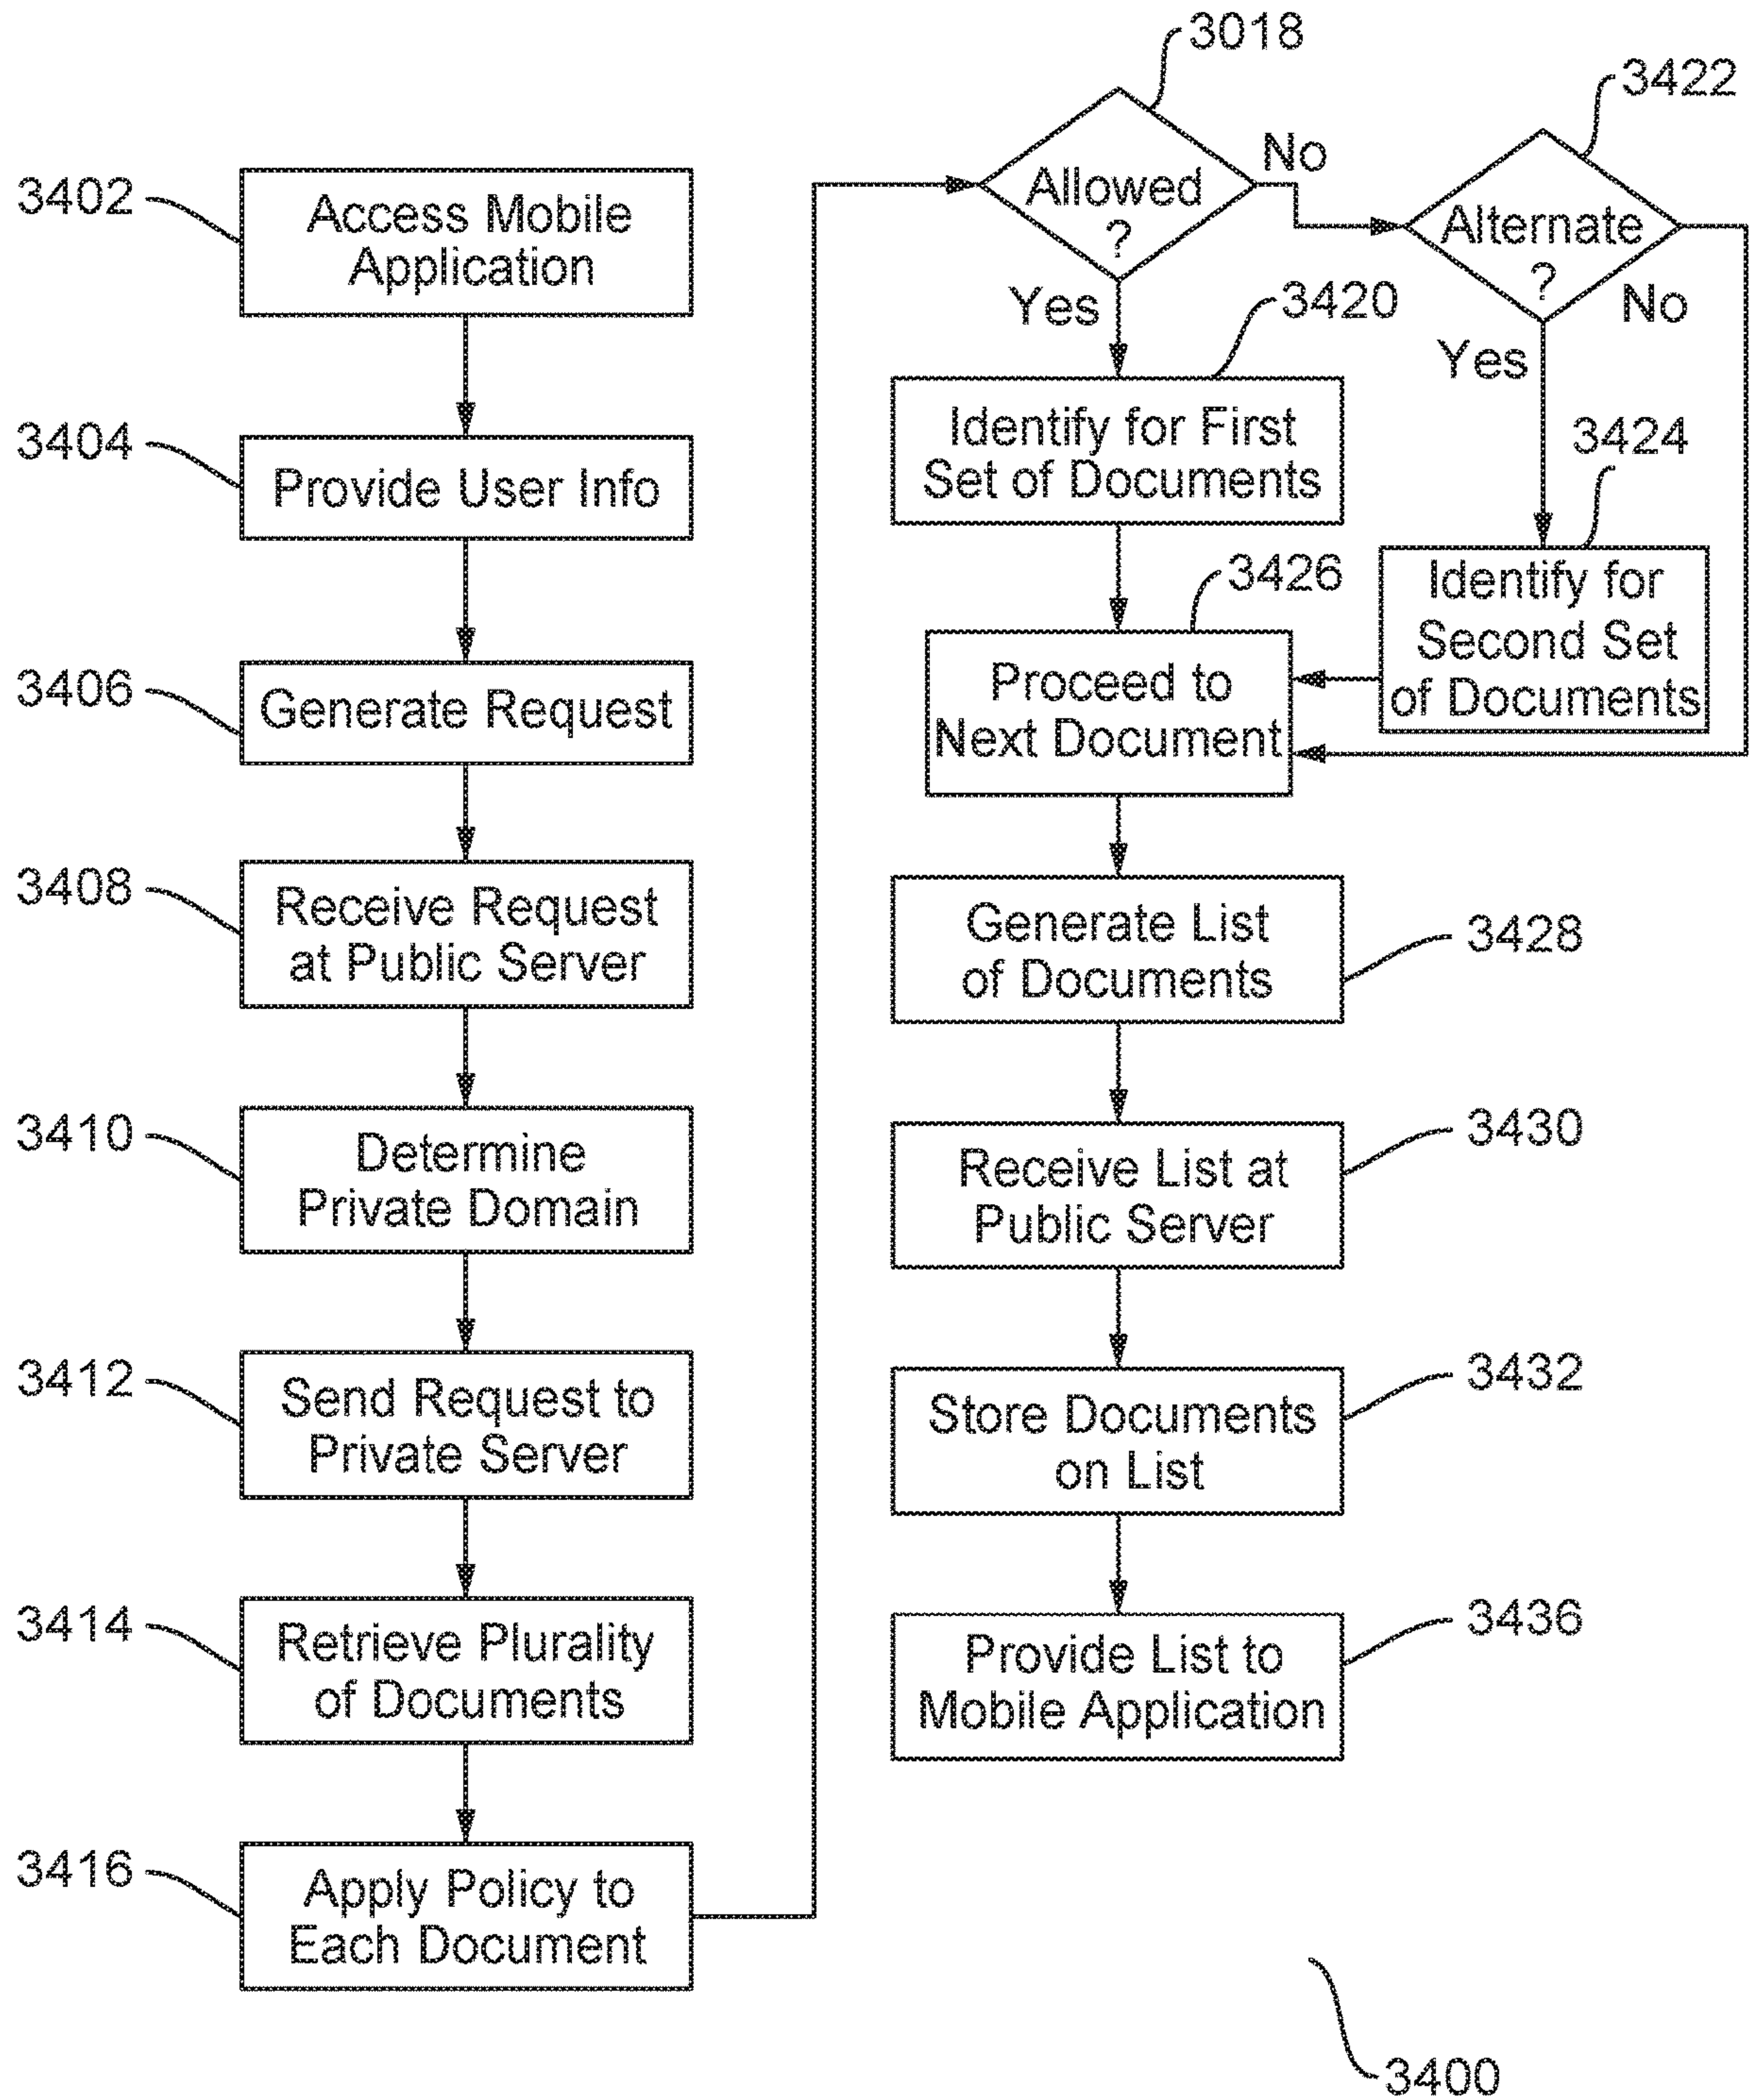 3402
Access Mobile
Application
3404
Provide User Info
3406
Generate Request
3408
Receive Request
at Public Server
3410
Determine
Private Domain
3412
Send Request to
Private Server
3414
Retrieve Plurality
of Documents
3416
Apply Policy to
Each Document
3018
Allowed
?
No
Yes
3422
Alternate
?
No
Yes
3420
Identify for First
Set of Documents
3424
Identify for
Second Set
of Documents
3426
Proceed to
Next Document
Generate List
of Documents
3428
Receive List at
Public Server
3430
Store Documents
on List
3432
Provide List to
Mobile Application
3436
3400